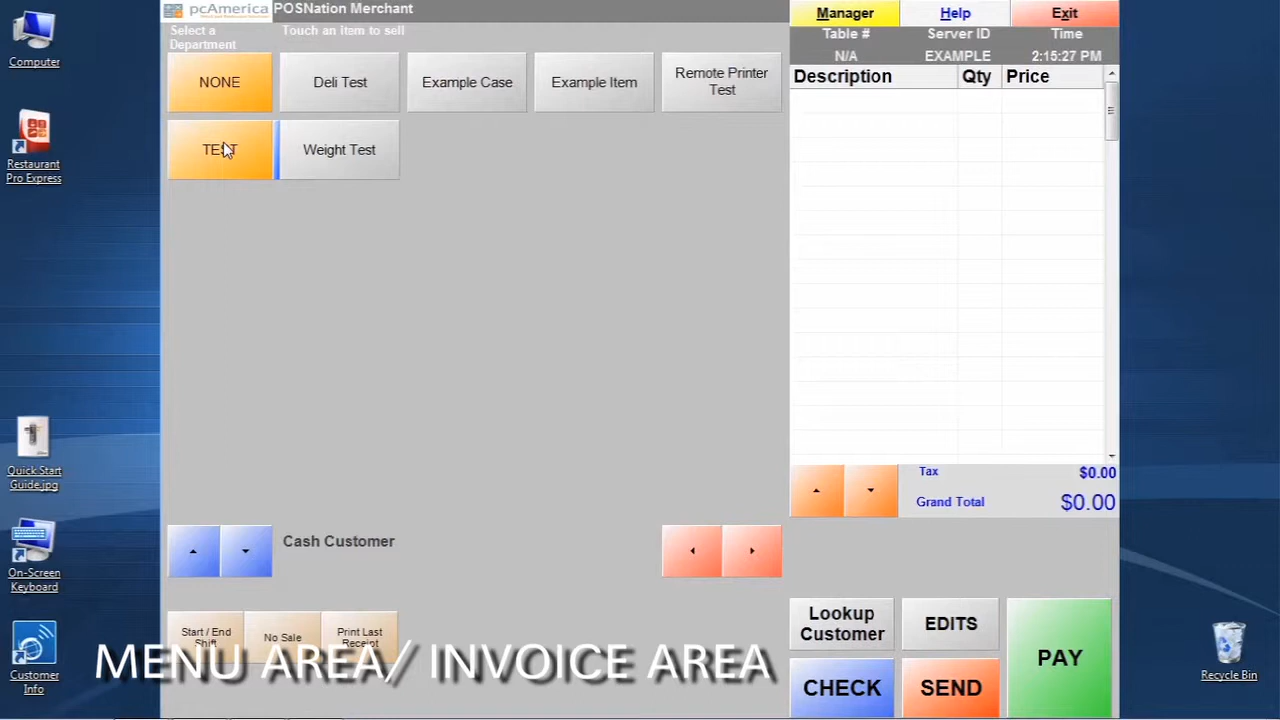 Computer
Restaurant
Pro Express
Quick Start
Guide.jpg
On-Screen
Keyboard
Customer
Info
pcAmerica
POSNation Merchant
Select a
Department
Touch an Item to sell
NONE
Deli Test
Example Case
Example Item
Remote Printer
Test
TEST
Weight Test
Cash Customer
Start / End
Shift
No Sale
Print Last
Receipt
MENU AREA/ INVOICE AREA
Manager
Help
Exit
Table #
Server ID
Time
N/A
EXAMPLE
2:15:27 PM
Description
Qty
Price
Tax
$0.00
Grand Total
$0.00
Lookup
Customer
EDITS
PAY
CHECK
SEND
Recycle Bin